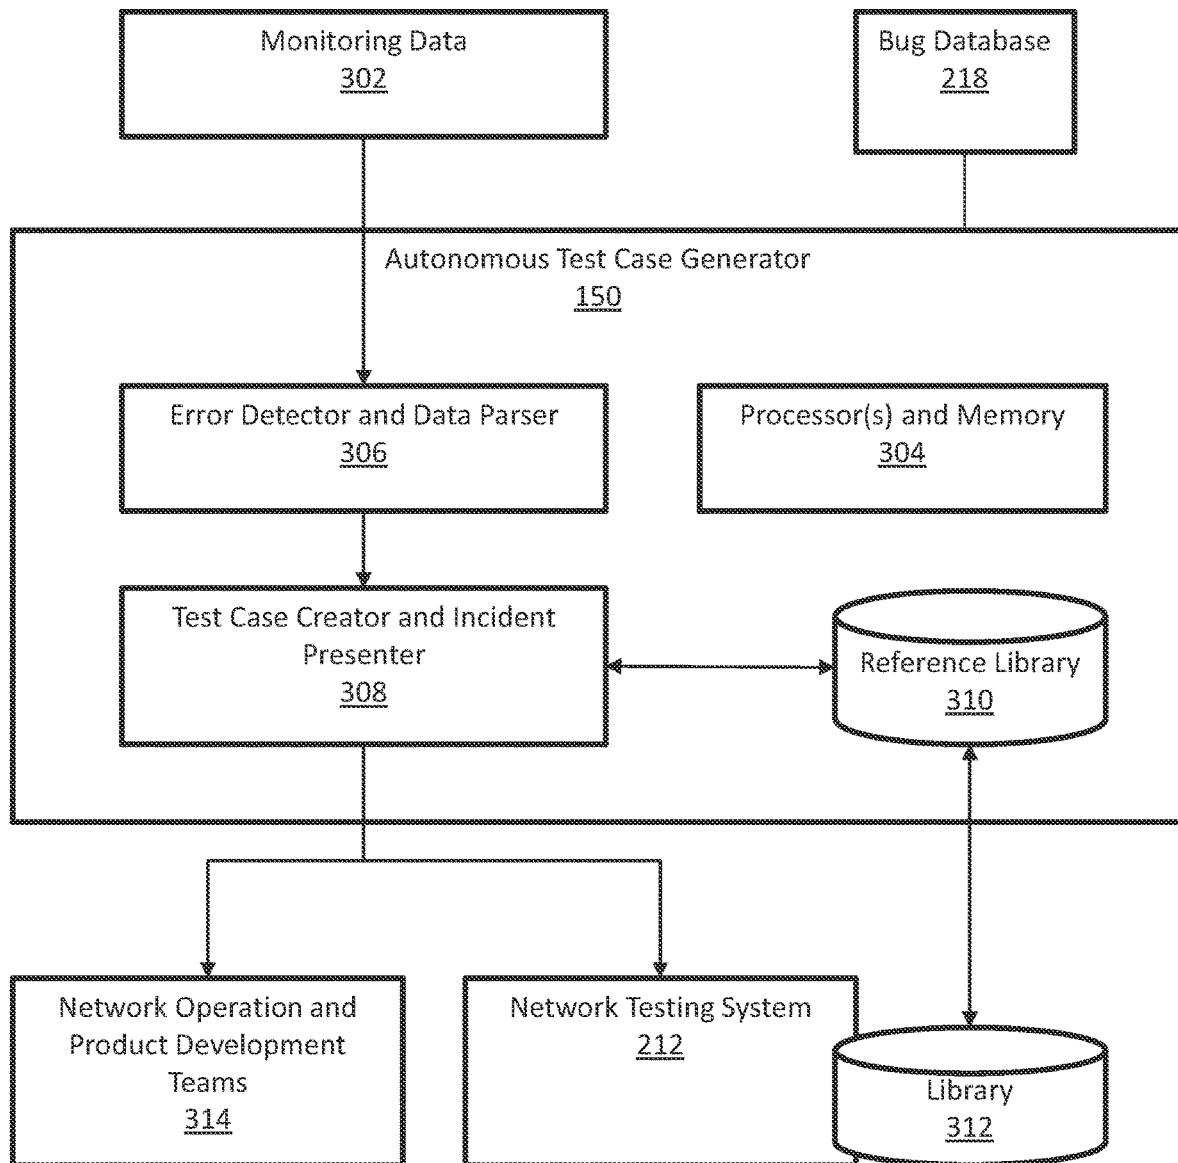 Monitoring Data
302
Bug Database
218
Autonomous Test Case Generator
150
Error Detector and Data Parser
306
Processor(s) and Memory
304
Test Case Creator and Incident
Presenter
308
Reference Library
310
Network Operation and
Product Development
Teams
314
Network Testing System
212
Library
312